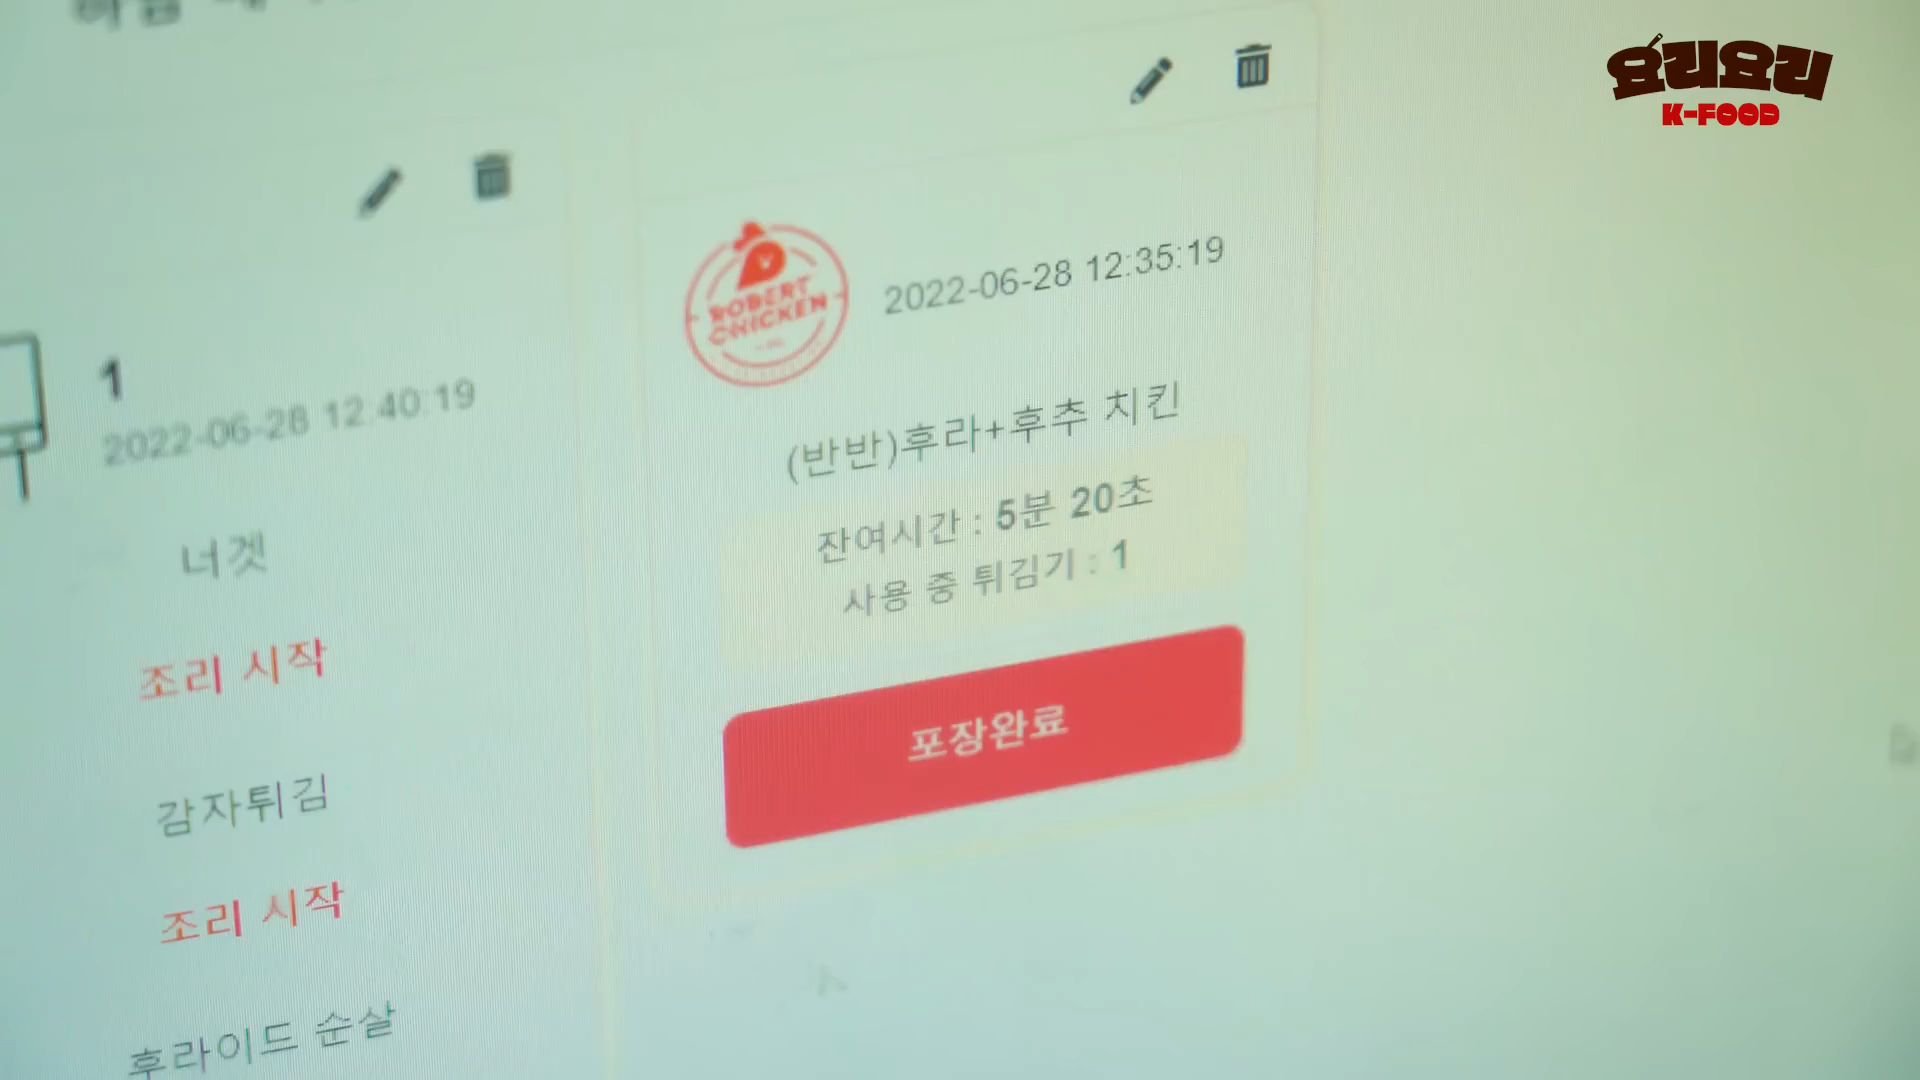 요리요리
K-FOOD
1
2022-06-28 12:40:19
너겟
조리 시작
감자튀김
조리 시작
후라이드 순살
ROBERT
CHICKEN
2022-06-28 12:35:19
(반반)후라+후추 치킨
잔여시간 : 5분 20초
사용 중 튀김기 : 1
포장완료